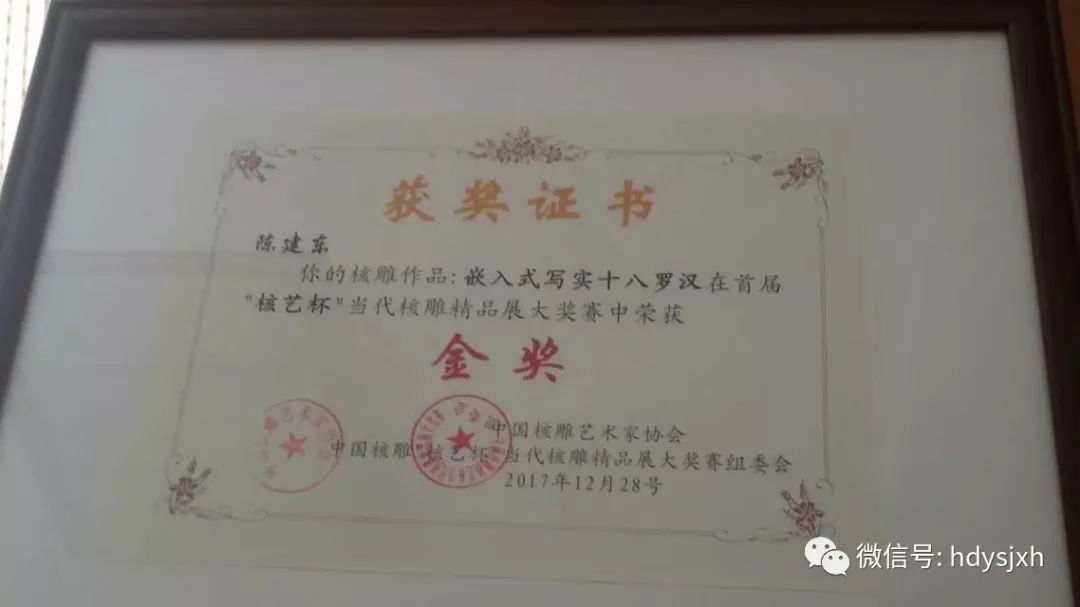 获奖证书
陈建东
你的核雕作品:嵌入式写实十八罗汉在首届
"核艺杯"当代核雕精品展大奖赛中荣获
金奖
中国核雕艺术家协会
中国核雕"核艺杯"当代核雕精品展大奖赛组委会
2017年12月28号
微信号: hdysjxh